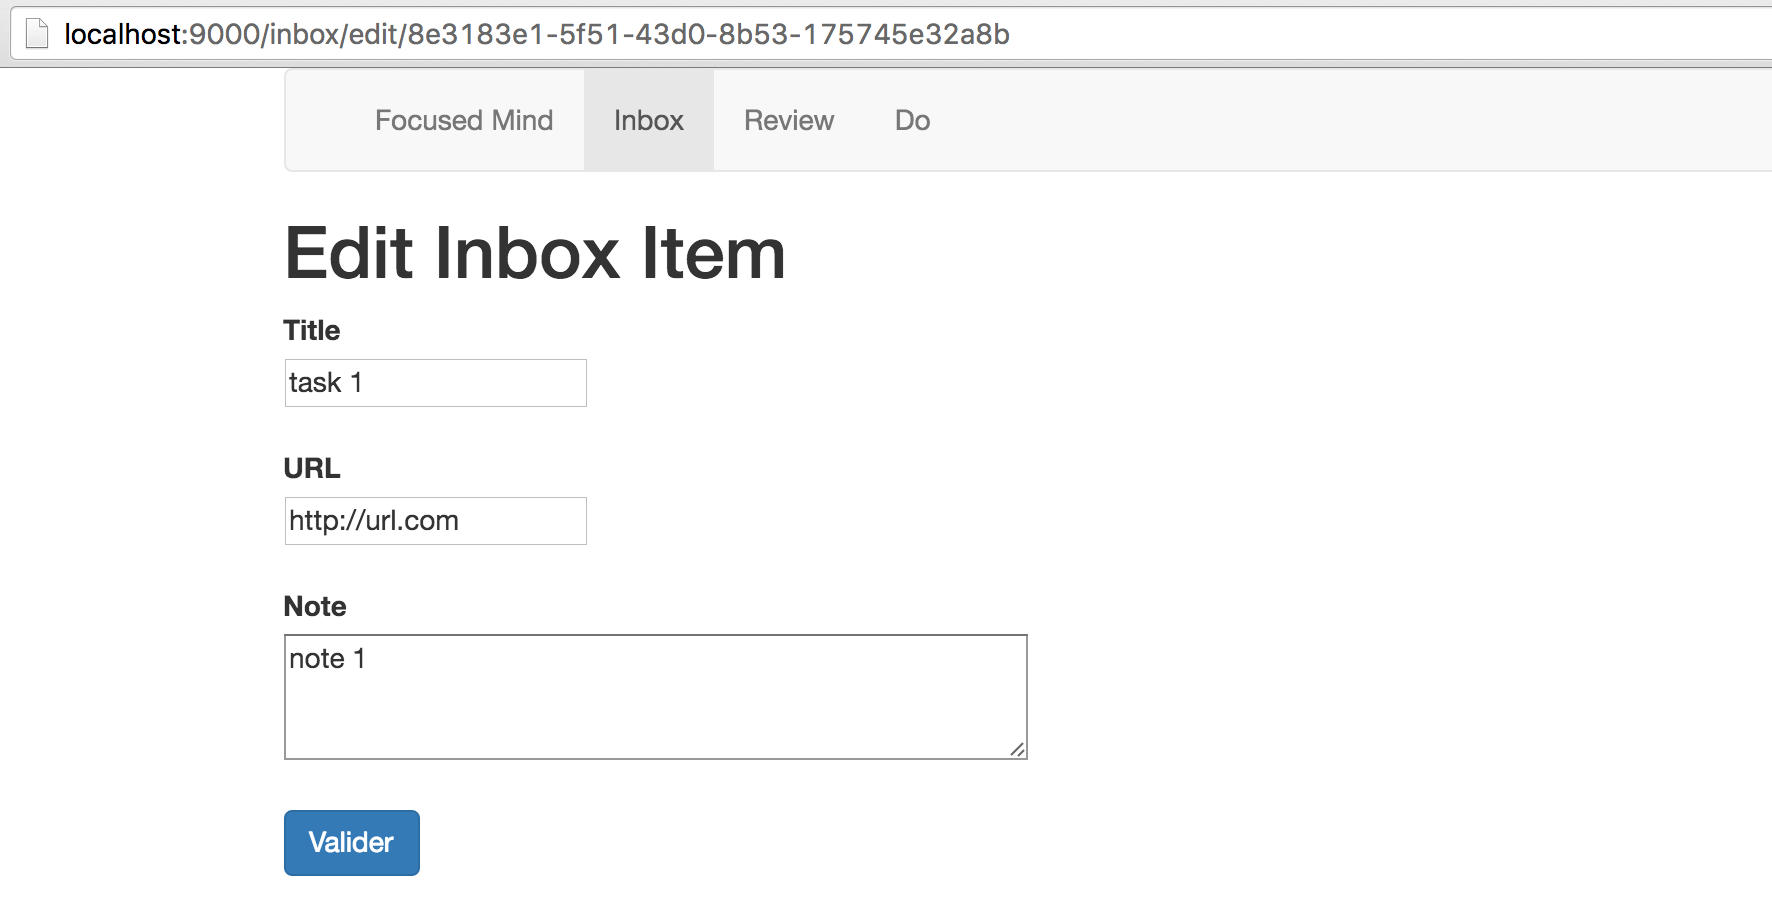 localhost:9000/inbox/edit/8e3183e1-5f51-43d0-8b53-175745e32a8b
Focused Mind Inbox Review Do
Edit Inbox Item
Title
task 1
URL
http://url.com
Note
note 1
Valider